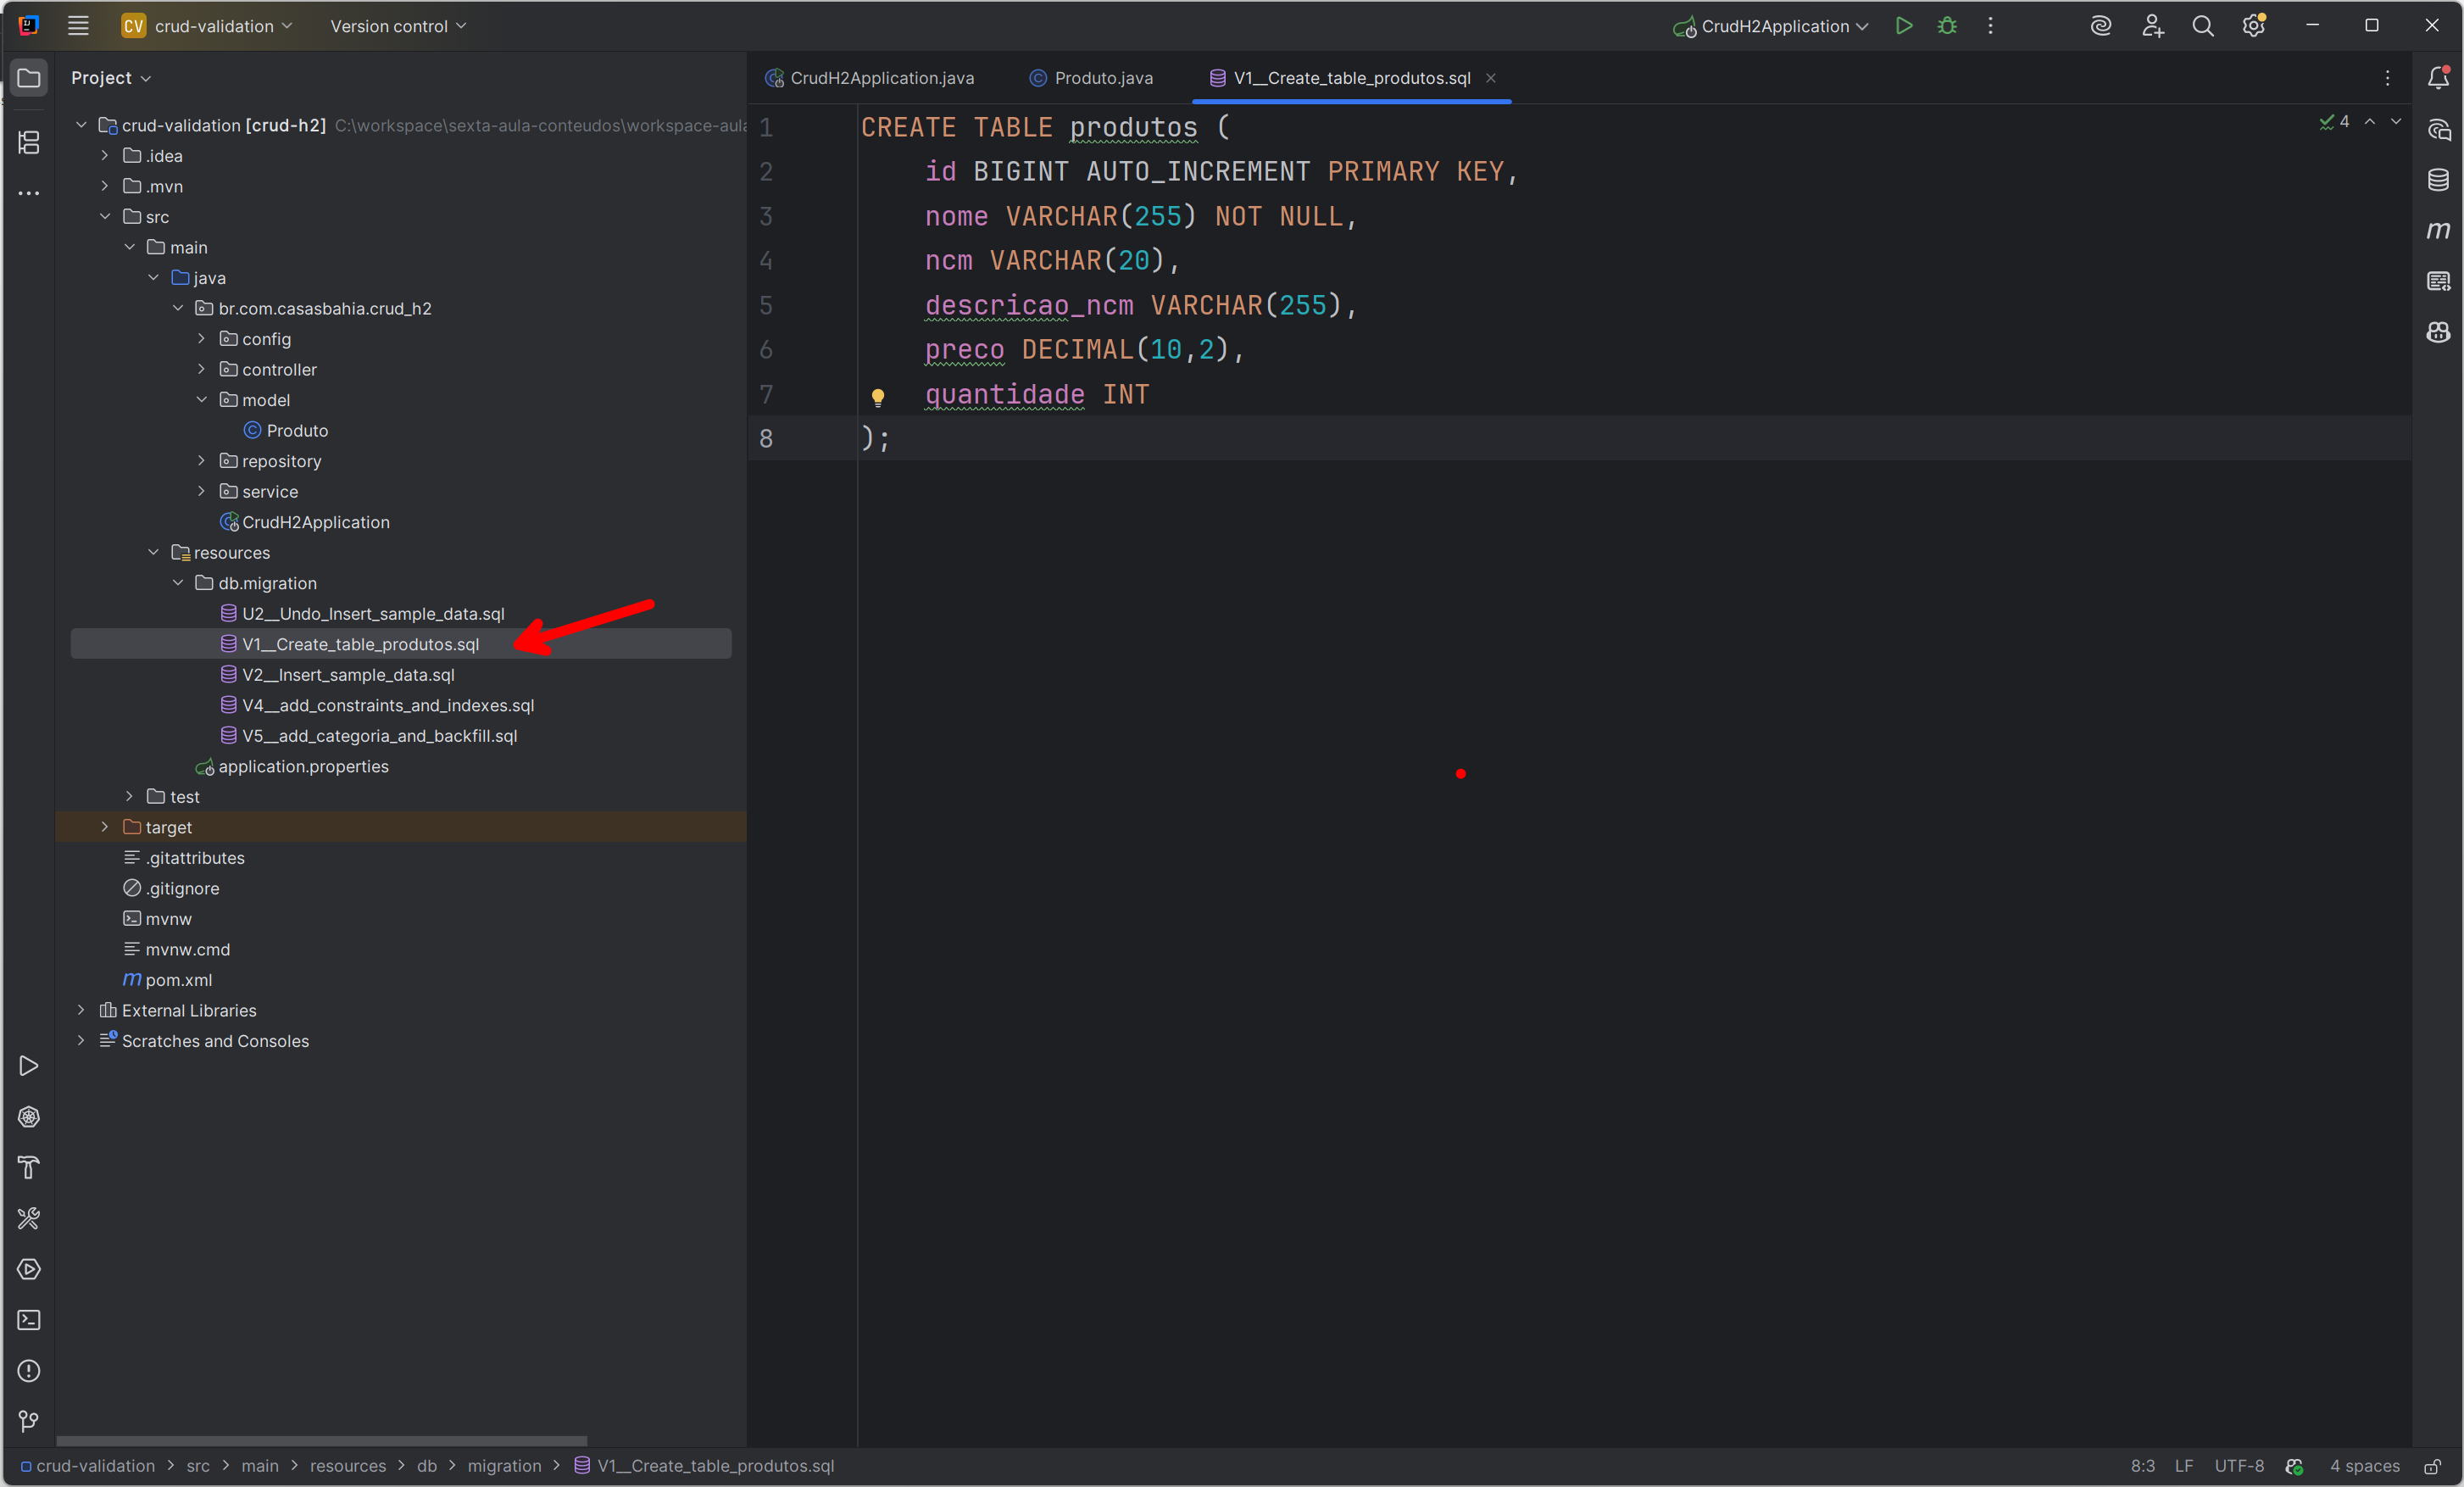 CV crud-validation Version control CrudH2Application
Project
crud-validation [crud-h2] C:\workspace\sexta-aula-conteudos\workspace-aula
.idea
.mvn
src
main
java
br.com.casasbahia.crud_h2
config
controller
model
Produto
repository
service
CrudH2Application
resources
db.migration
U2__Undo_Insert_sample_data.sql
V1__Create_table_produtos.sql
V2__Insert_sample_data.sql
V4__add_constraints_and_indexes.sql
V5__add_categoria_and_backfill.sql
application.properties
test
target
.gitattributes
.gitignore
mvnw
mvnw.cmd
m pom.xml
External Libraries
Scratches and Consoles
CrudH2Application.java Produto.java V1__Create_table_produtos.sql
4
1 CREATE TABLE produtos (
2 id BIGINT AUTO_INCREMENT PRIMARY KEY,
3 nome VARCHAR(255) NOT NULL,
4 ncm VARCHAR(20),
5 descricao_ncm VARCHAR(255),
6 preco DECIMAL(10,2),
7 quantidade INT
8 );
m
crud-validation > src > main > resources > db > migration > V1__Create_table_produtos.sql
8:3 LF UTF-8 4 spaces